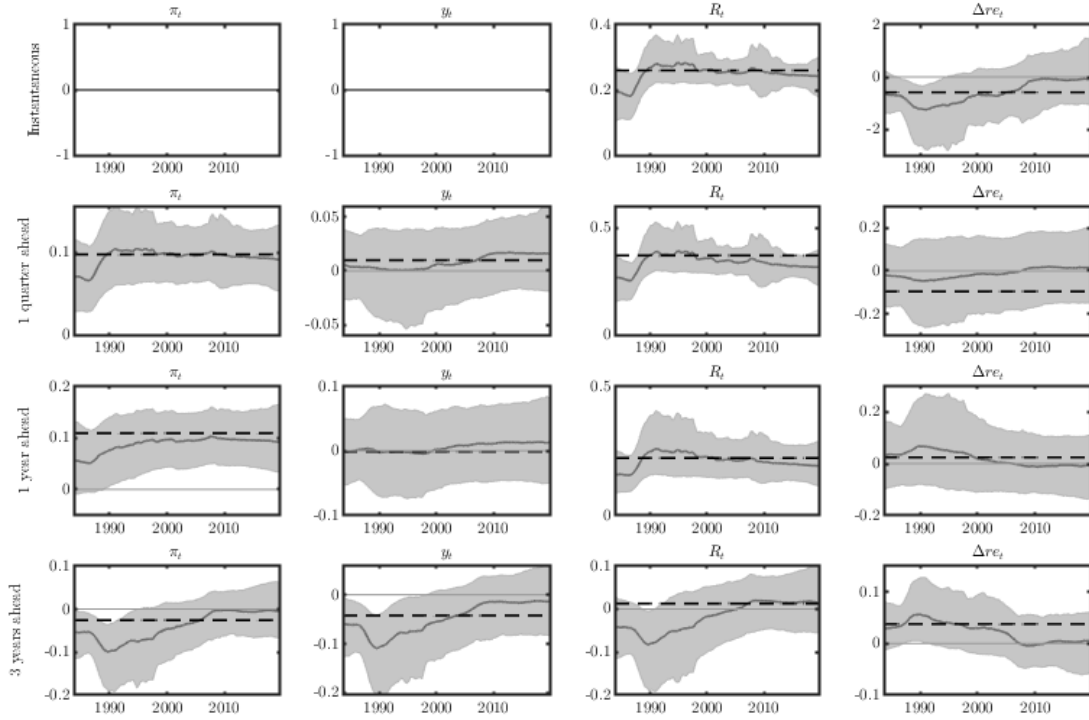 π_t y_t R_t Δre_t
Instantaneous
1 1 0.4 2
0 0 0.2 0
-1 -1 0 -2
1990 2000 2010 1990 2000 2010 1990 2000 2010 1990 2000 2010
π_t y_t R_t Δre_t
1 quarter ahead
0.05 0.5 0.2
0.1 0 0
0 -0.05 0 -0.2
1990 2000 2010 1990 2000 2010 1990 2000 2010 1990 2000 2010
π_t y_t R_t Δre_t
1 year ahead
0.2 0.1 0.5 0.2
0.1 0 0
0 -0.1 0 -0.2
1990 2000 2010 1990 2000 2010 1990 2000 2010 1990 2000 2010
π_t y_t R_t Δre_t
3 years ahead
0.1 0 0.1 0.1
0 -0.1 0 0
-0.1 -0.2 -0.1 -0.1
-0.2 -0.2
1990 2000 2010 1990 2000 2010 1990 2000 2010 1990 2000 2010